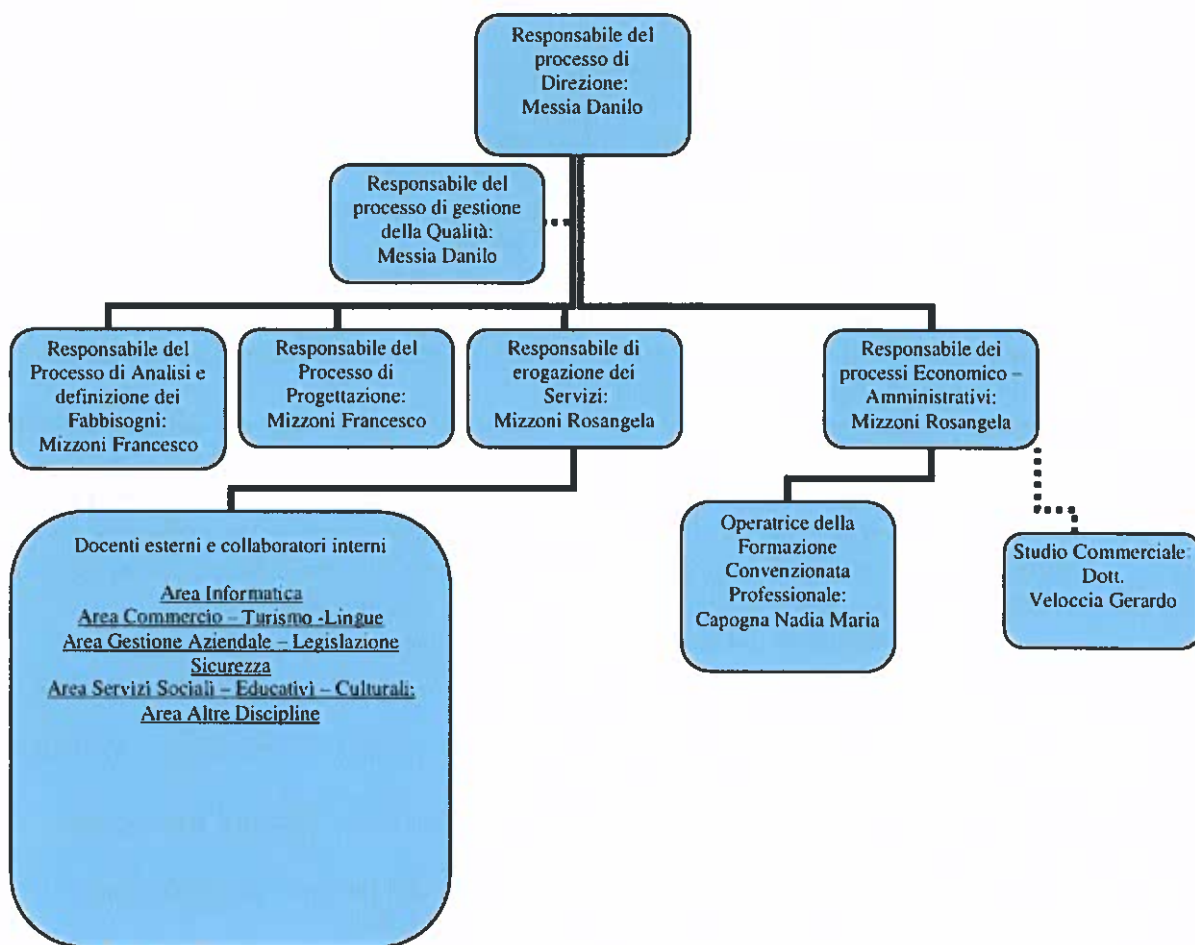 Responsabile del
processo di
Direzione:
Messia Danilo
Responsabile del
processo di gestione
della Qualità:
Messia Danilo
Responsabile del
Processo di Analisi e
definizione dei
Fabbisogni:
Mizzoni Francesco
Responsabile del
Processo di
Progettazione:
Mizzoni Francesco
Responsabile di
erogazione dei
Servizi:
Mizzoni Rosangela
Responsabile dei
processi Economico –
Amministrativi:
Mizzoni Rosangela
Docenti esterni e collaboratori interni
Area Informatica
Area Commercio – Turismo -Lingue
Area Gestione Aziendale – Legislazione
Sicurezza
Area Servizi Sociali – Educativi – Culturali:
Area Altre Discipline
Operatrice della
Formazione
Convenzionata
Professionale:
Capogna Nadia Maria
Studio Commerciale:
Dott.
Veloccia Gerardo